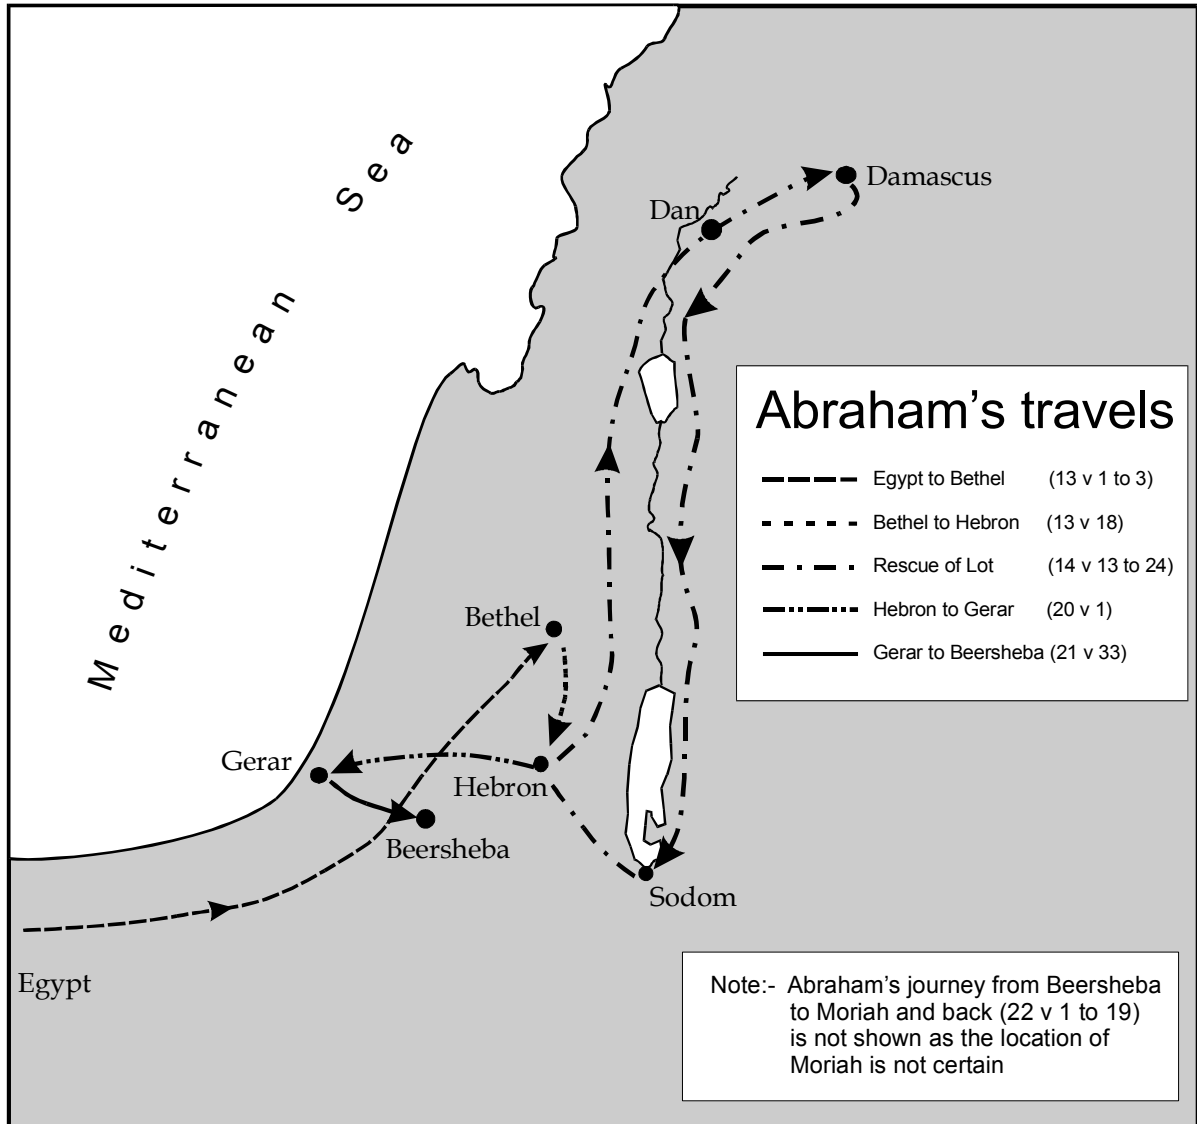 Mediterranean Sea
Damascus
Dan
Abraham's travels
Egypt to Bethel (13 v 1 to 3)
Bethel to Hebron (13 v 18)
Rescue of Lot (14 v 13 to 24)
Hebron to Gerar (20 v 1)
Gerar to Beersheba (21 v 33)
Bethel
Gerar
Hebron
Beersheba
Sodom
Egypt
Note:- Abraham's journey from Beersheba
to Moriah and back (22 v 1 to 19)
is not shown as the location of
Moriah is not certain